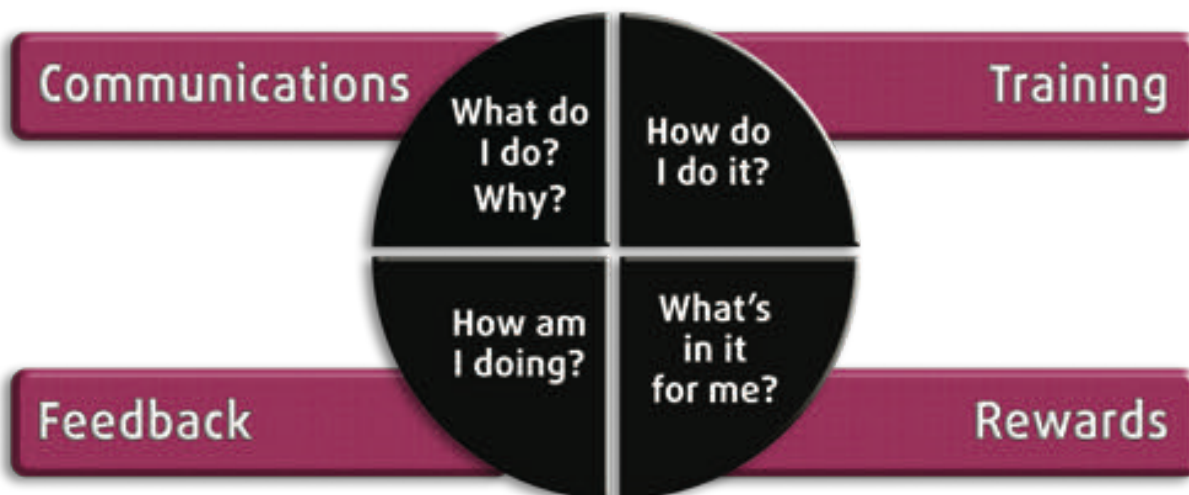 Communications
What do
I do?
Why?
How do
I do it?
Training
Feedback
How am
I doing?
What's
in it
for me?
Rewards